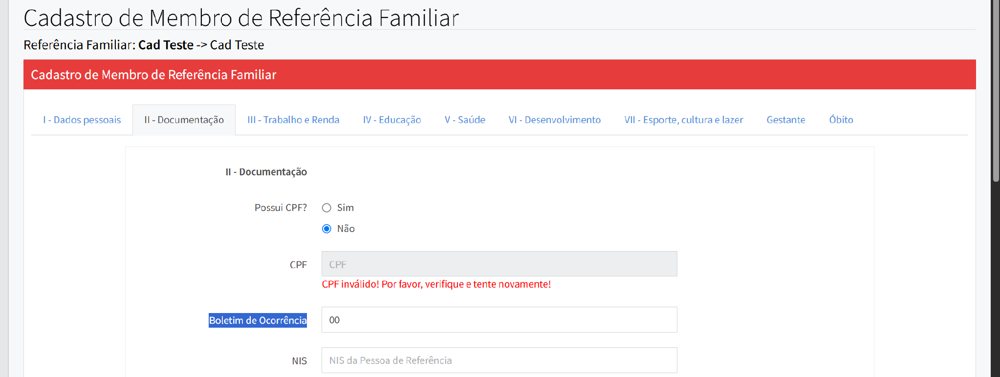 Cadastro de Membro de Referência Familiar
Referência Familiar: Cad Teste -> Cad Teste
Cadastro de Membro de Referência Familiar
I - Dados pessoais II - Documentação III - Trabalho e Renda IV - Educação V - Saúde VI - Desenvolvimento VII - Esporte, cultura e lazer Gestante Óbito
II - Documentação
Possui CPF? Sim
Não
CPF CPF
CPF inválido! Por favor, verifique e tente novamente!
Boletim de Ocorrência 00
NIS NIS da Pessoa de Referência